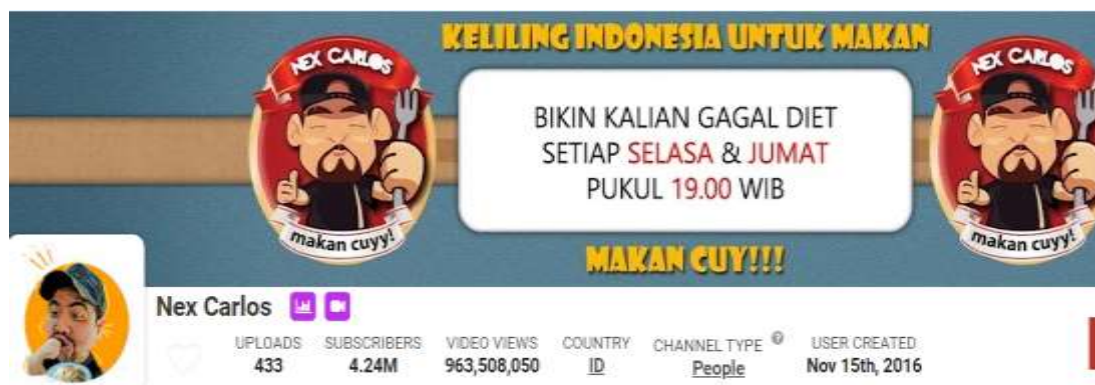 KELILING INDONESIA UNTUK MAKAN
NEX CARLOS
NEX CARLOS
BIKIN KALIAN GAGAL DIET
SETIAP SELASA & JUMAT
PUKUL 19.00 WIB
makan cuyy!
makan cuyy!
MAKAN CUY!!!
Nex Carlos
UPLOADS SUBSCRIBERS VIDEO VIEWS COUNTRY CHANNEL TYPE USER CREATED
433 4.24M 963,508,050 ID People Nov 15th, 2016